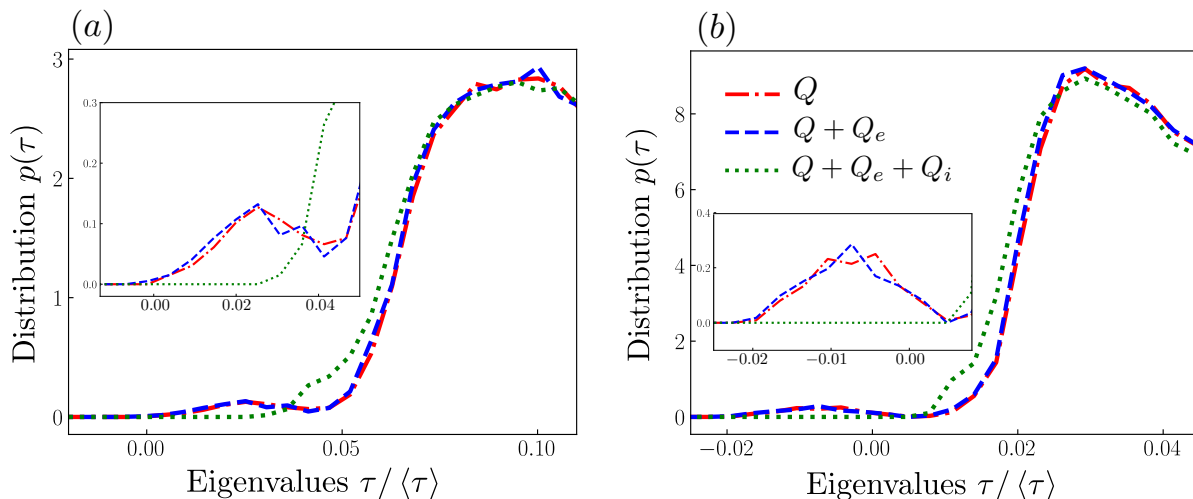 (a)
Distribution p(τ)
3
2
1
0
0.3
0.2
0.1
0.0
0.00 0.02 0.04
0.00 0.05 0.10
Eigenvalues τ/⟨τ⟩
(b)
Distribution p(τ)
8
6
4
2
0
Q
Q + Q_e
Q + Q_e + Q_i
0.4
0.2
0.0
−0.02 −0.01 0.00
−0.02 0.00 0.02 0.04
Eigenvalues τ/⟨τ⟩